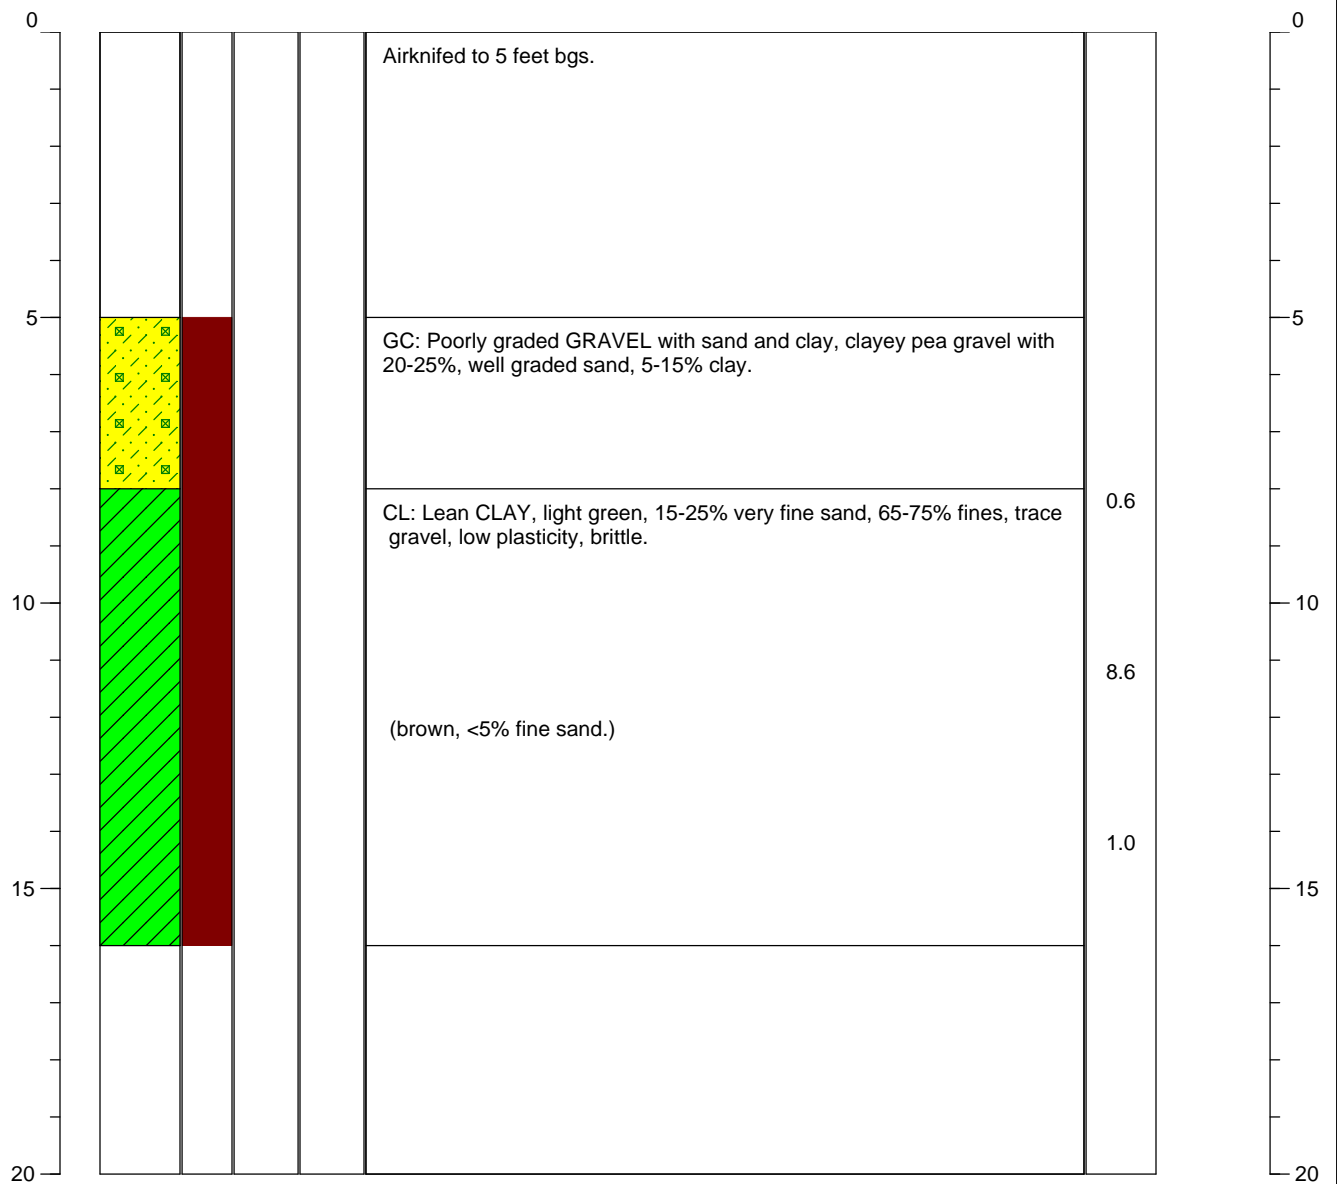 0 0
Airknifed to 5 feet bgs.
5 5
GC: Poorly graded GRAVEL with sand and clay, clayey pea gravel with
20-25%, well graded sand, 5-15% clay.
0.6
CL: Lean CLAY, light green, 15-25% very fine sand, 65-75% fines, trace
gravel, low plasticity, brittle.
10 10
8.6
(brown, <5% fine sand.)
1.0
15 15
20 20